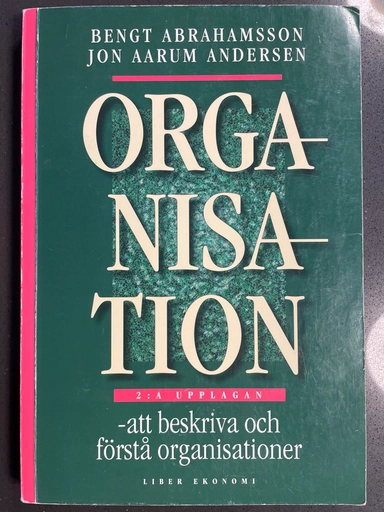 BENGT ABRAHAMSSON
JON AARUM ANDERSEN
ORGA-
NISA-
TION
2:A UPPLAGAN
-att beskriva och
förstå organisationer
LIBER EKONOMI